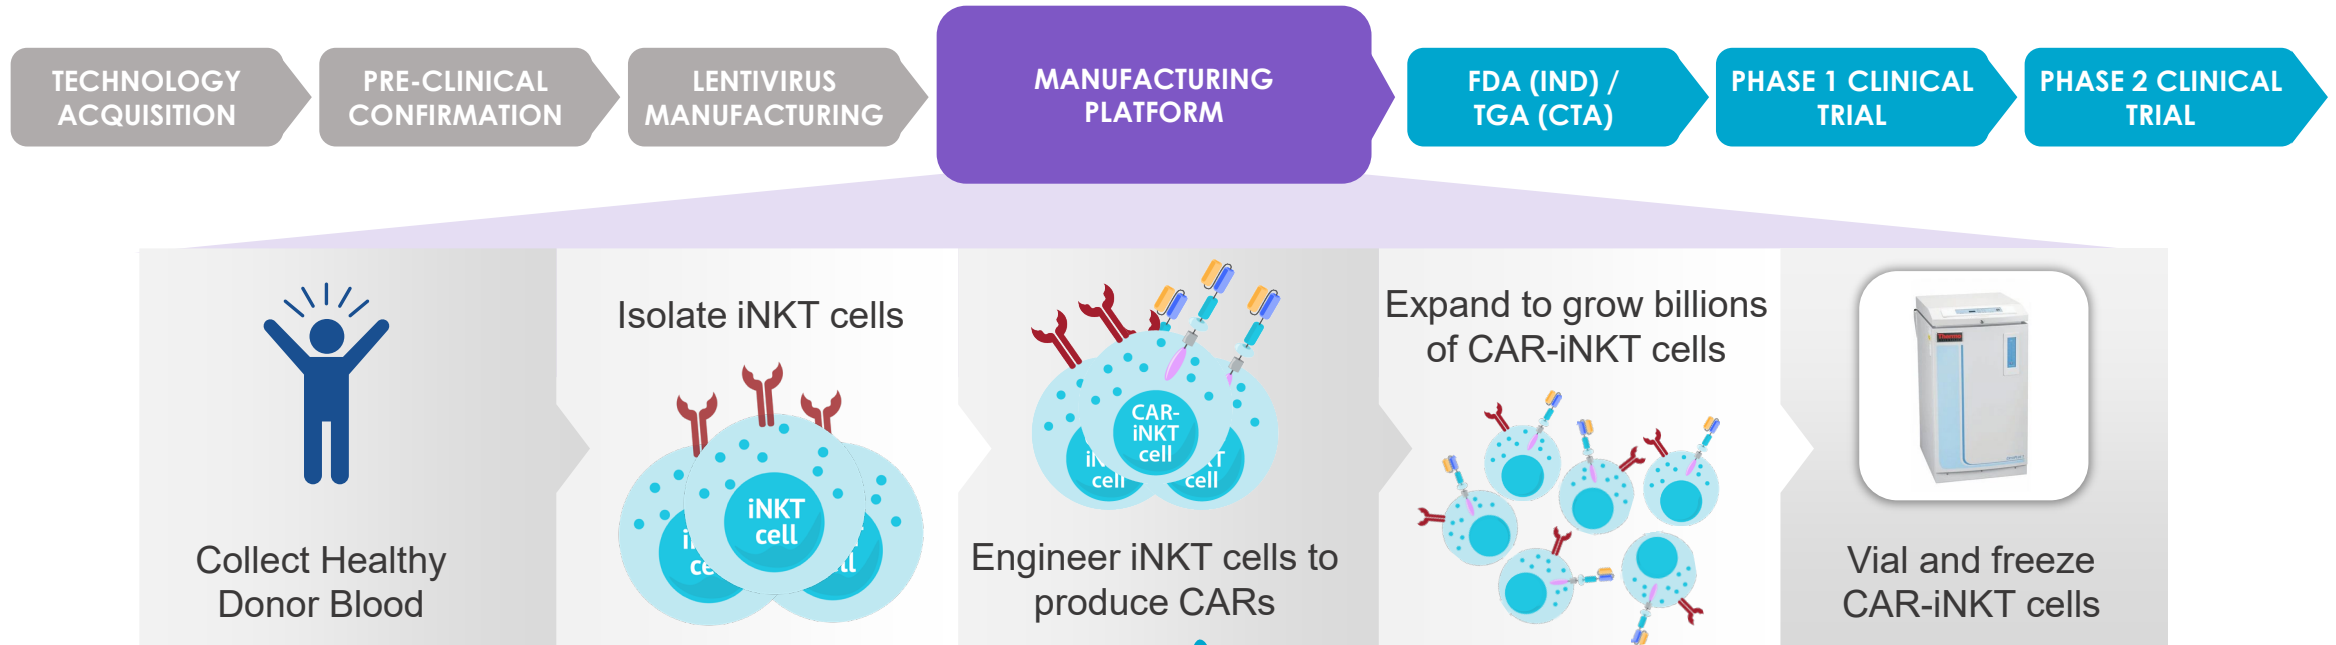 TECHNOLOGY
ACQUISITION
PRE-CLINICAL
CONFIRMATION
LENTIVIRUS
MANUFACTURING
MANUFACTURING
PLATFORM
FDA (IND) /
TGA (CTA)
PHASE 1 CLINICAL
TRIAL
PHASE 2 CLINICAL
TRIAL
Collect Healthy
Donor Blood
Isolate iNKT cells
iNKT
cell
Engineer iNKT cells to
produce CARs
CAR-
iNKT
cell
cell
cell
Expand to grow billions
of CAR-iNKT cells
Vial and freeze
CAR-iNKT cells